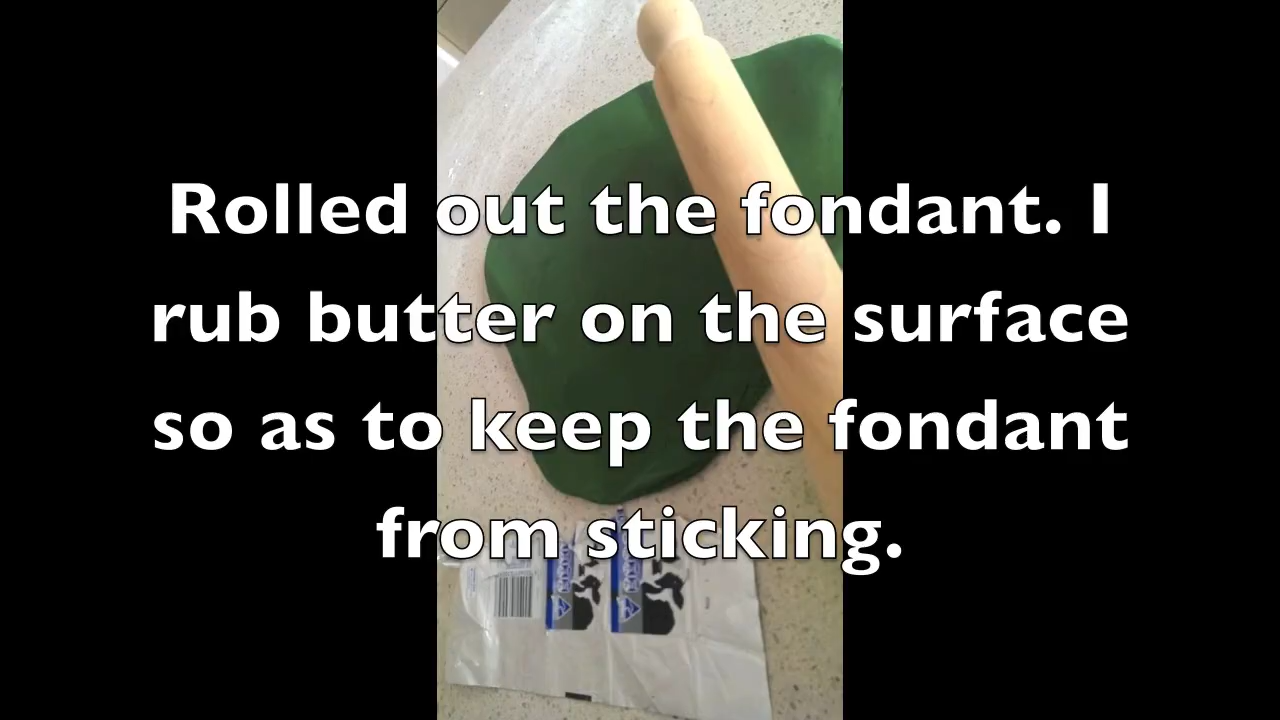 Rolled out the fondant. I
rub butter on the surface
so as to keep the fondant
from sticking.